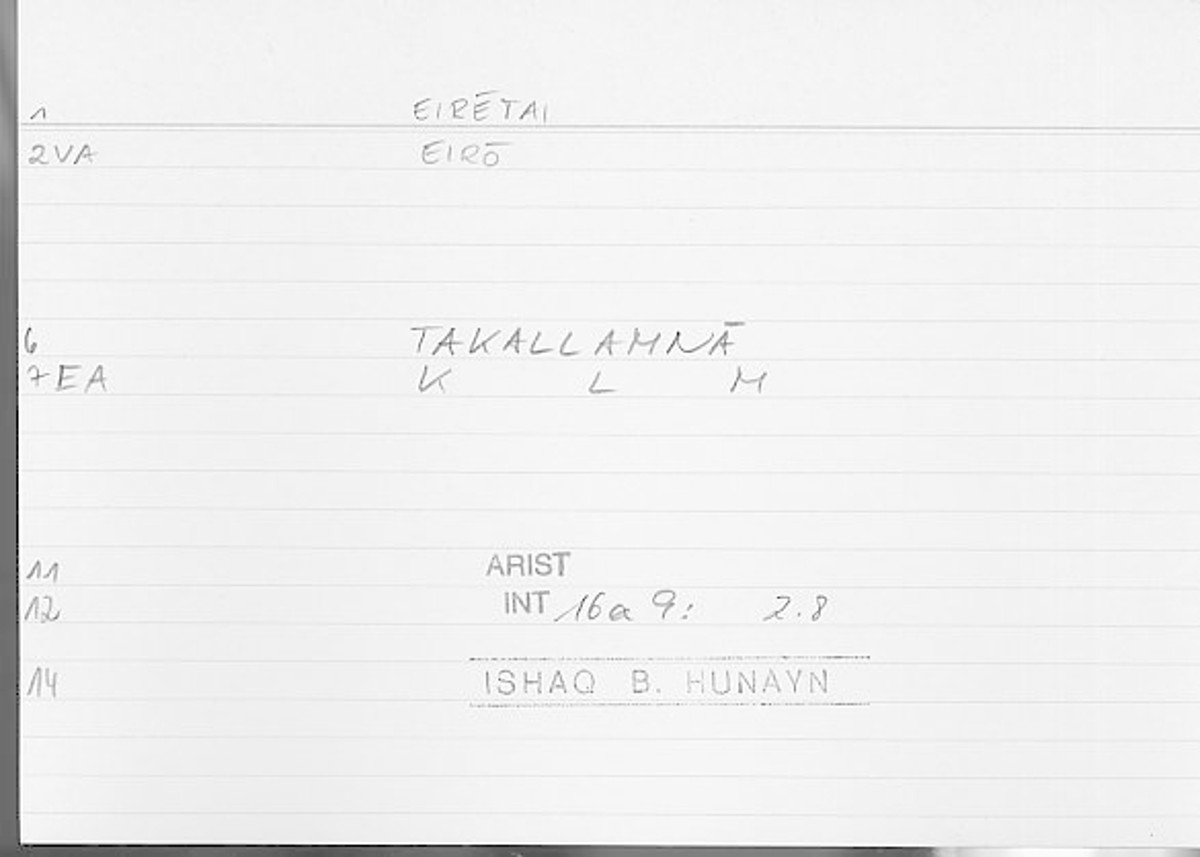 1 EIRĒTAI
2VA EIRŌ
6 TAKALLAMNĀ
7EA K L M
11 ARIST
12 INT 16a 9: 2.8
14 ISHAQ B. HUNAYN